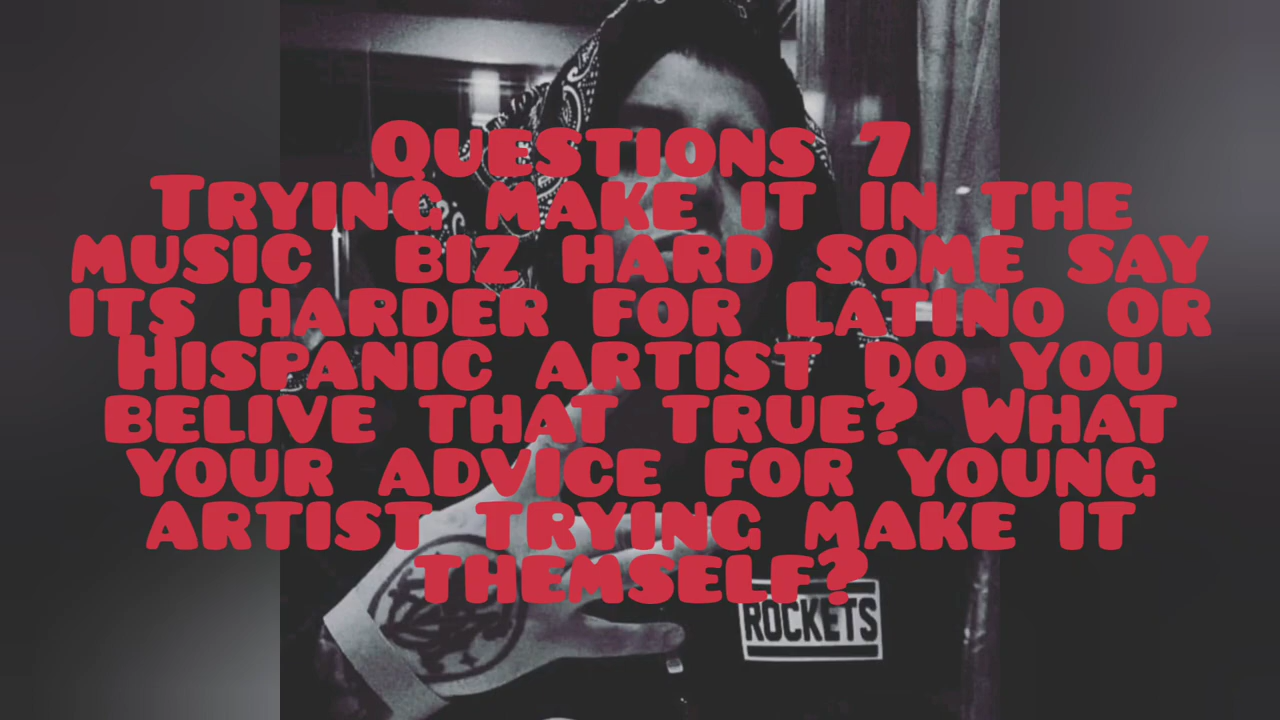 Questions 7
Trying make it in the
music biz hard some say
its harder for Latino or
Hispanic artist do you
belive that true? What
your advice for young
artist trying make it
themself?
ROCKETS